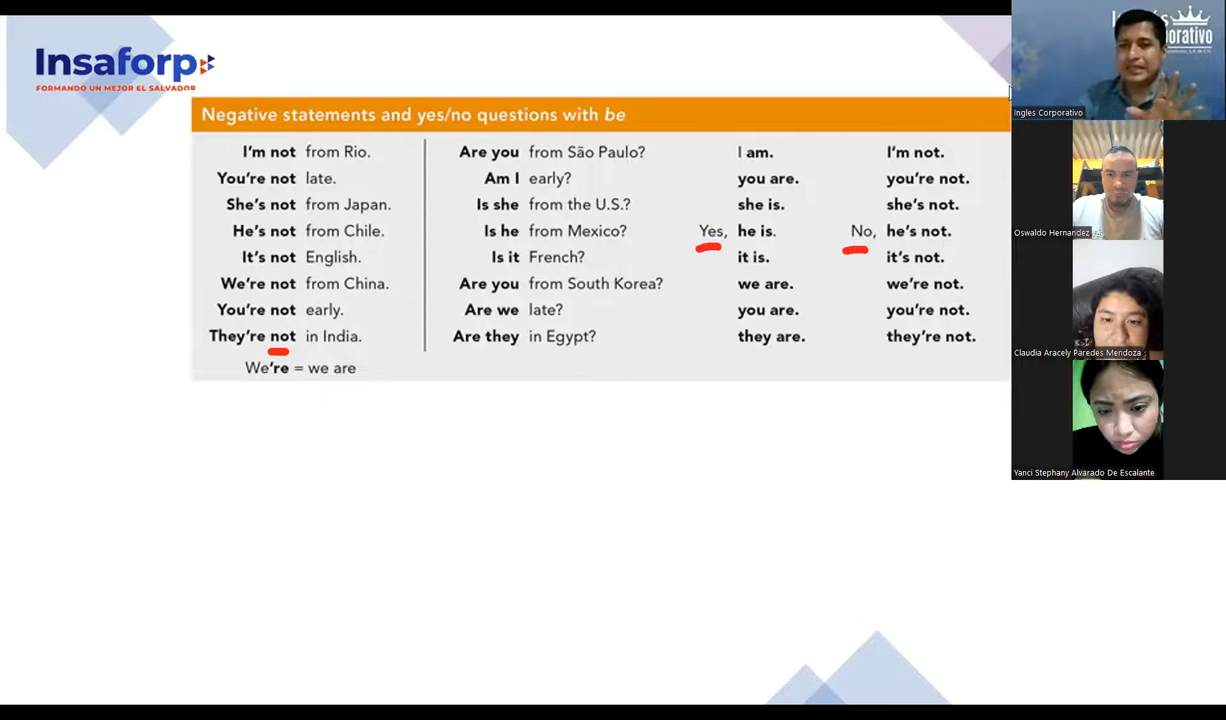 Insaforp
FORMANDO UN MEJOR EL SALVADOR
Negative statements and yes/no questions with be
I'm not from Rio. Are you from São Paulo? I am. I'm not.
You're not late. Am I early? you are. you're not.
She's not from Japan. Is she from the U.S.? she is. she's not.
He's not from Chile. Is he from Mexico? Yes, he is. No, he's not.
It's not English. Is it French? it is. it's not.
We're not from China. Are you from South Korea? we are. we're not.
You're not early. Are we late? you are. you're not.
They're not in India. Are they in Egypt? they are. they're not.
We're = we are
Ingles Corporativo
Oswaldo Hernandez
Claudia Aracely Paredes Mendoza
Yanci Stephany Alvarado De Escalante